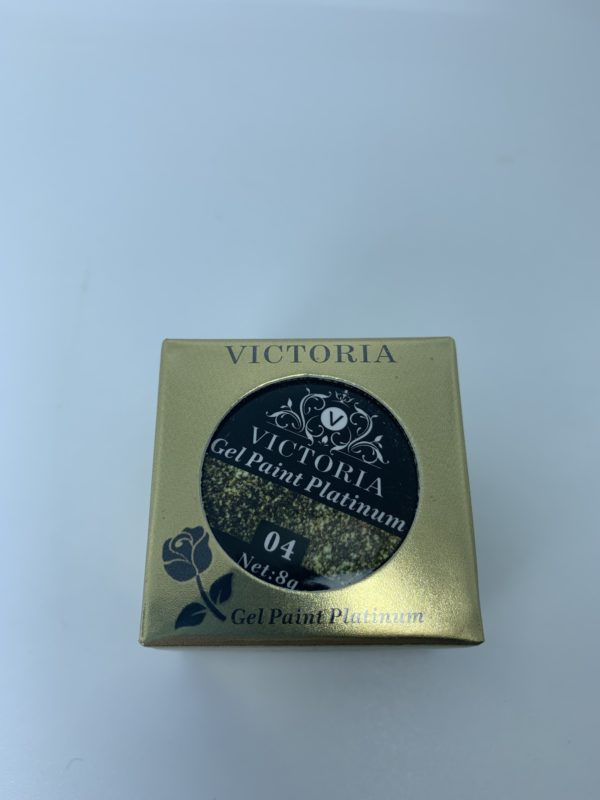 VICTORIA
V
VICTORIA
Gel Paint Platinum
04
Net:8g
Gel Paint Platinum